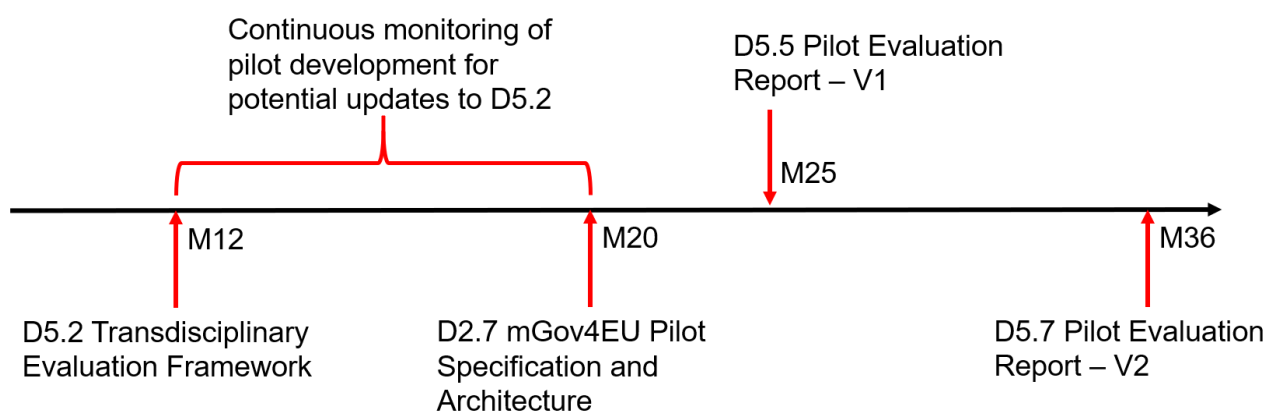 Continuous monitoring of
pilot development for
potential updates to D5.2
D5.5 Pilot Evaluation
Report – V1
M25
M12
M20
M36
D5.2 Transdisciplinary
Evaluation Framework
D2.7 mGov4EU Pilot
Specification and
Architecture
D5.7 Pilot Evaluation
Report – V2